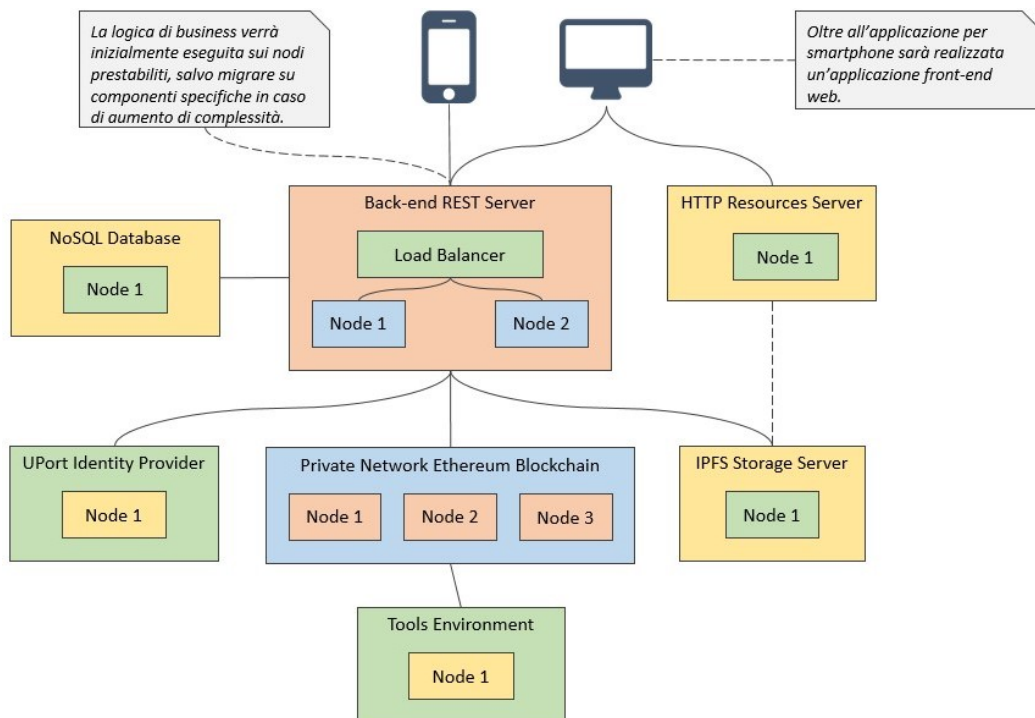 La logica di business verrà
inizialmente eseguita sui nodi
prestabiliti, salvo migrare su
componenti specifiche in caso
di aumento di complessità.
Oltre all'applicazione per
smartphone sarà realizzata
un'applicazione front-end
web.
Back-end REST Server
Load Balancer
Node 1
Node 2
HTTP Resources Server
Node 1
NoSQL Database
Node 1
UPort Identity Provider
Node 1
Private Network Ethereum Blockchain
Node 1
Node 2
Node 3
IPFS Storage Server
Node 1
Tools Environment
Node 1